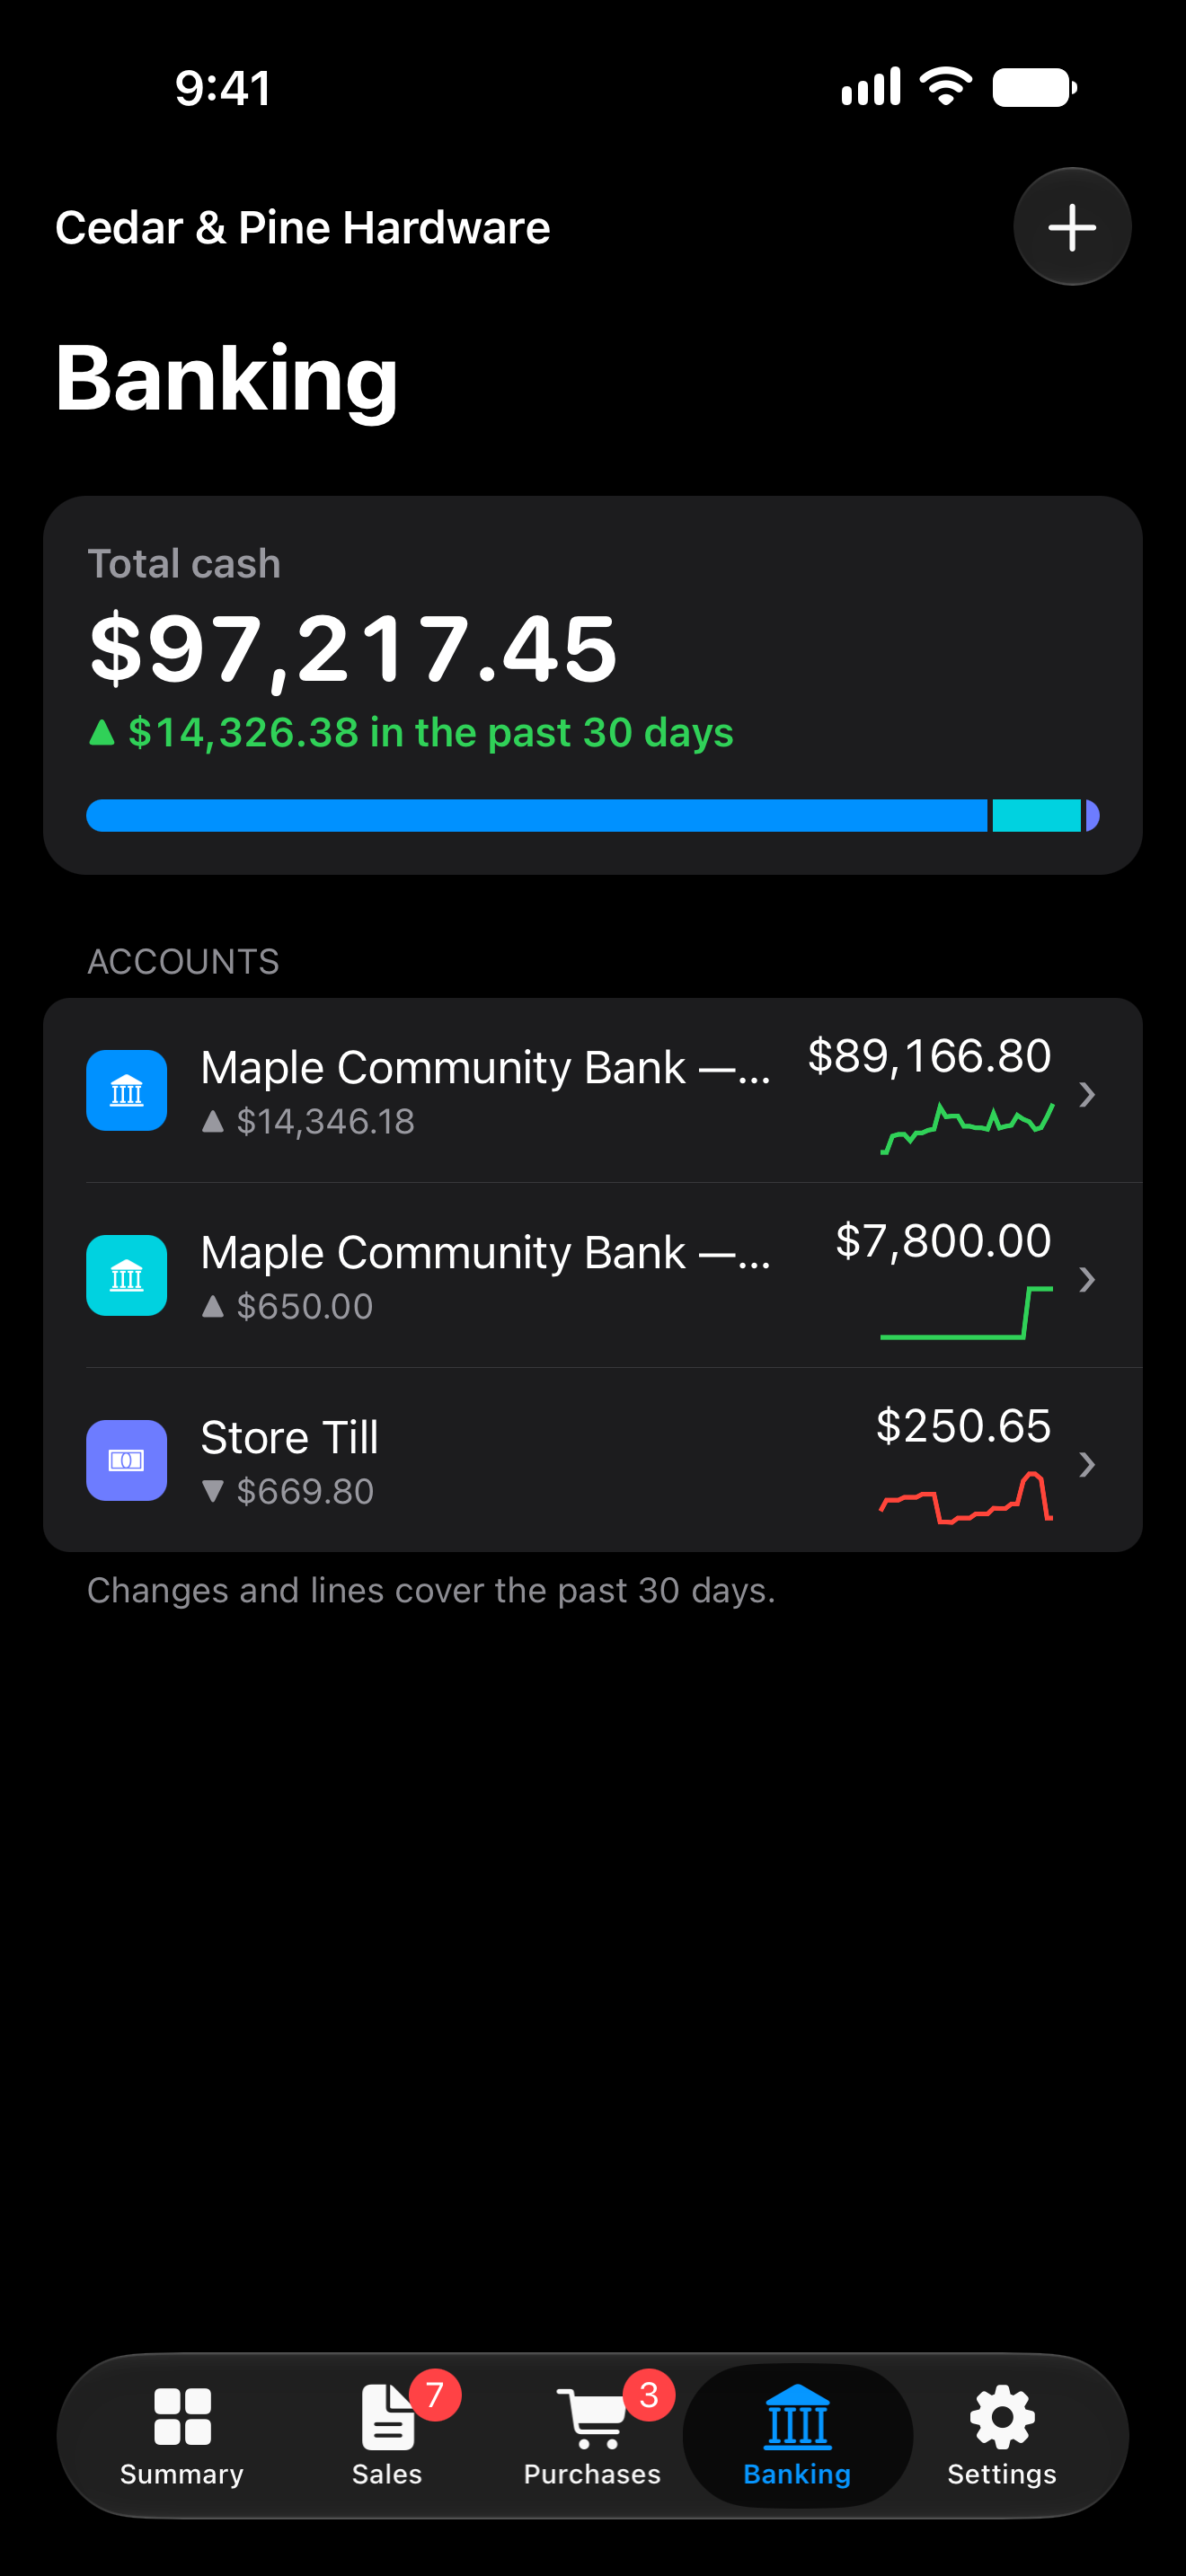 9:41
Cedar & Pine Hardware
Banking
Total cash
$97,217.45
▲ $14,326.38 in the past 30 days
ACCOUNTS
Maple Community Bank —...
$89,166.80
▲ $14,346.18
Maple Community Bank —...
$7,800.00
▲ $650.00
Store Till
$250.65
▼ $669.80
Changes and lines cover the past 30 days.
7
3
Summary
Sales
Purchases
Banking
Settings